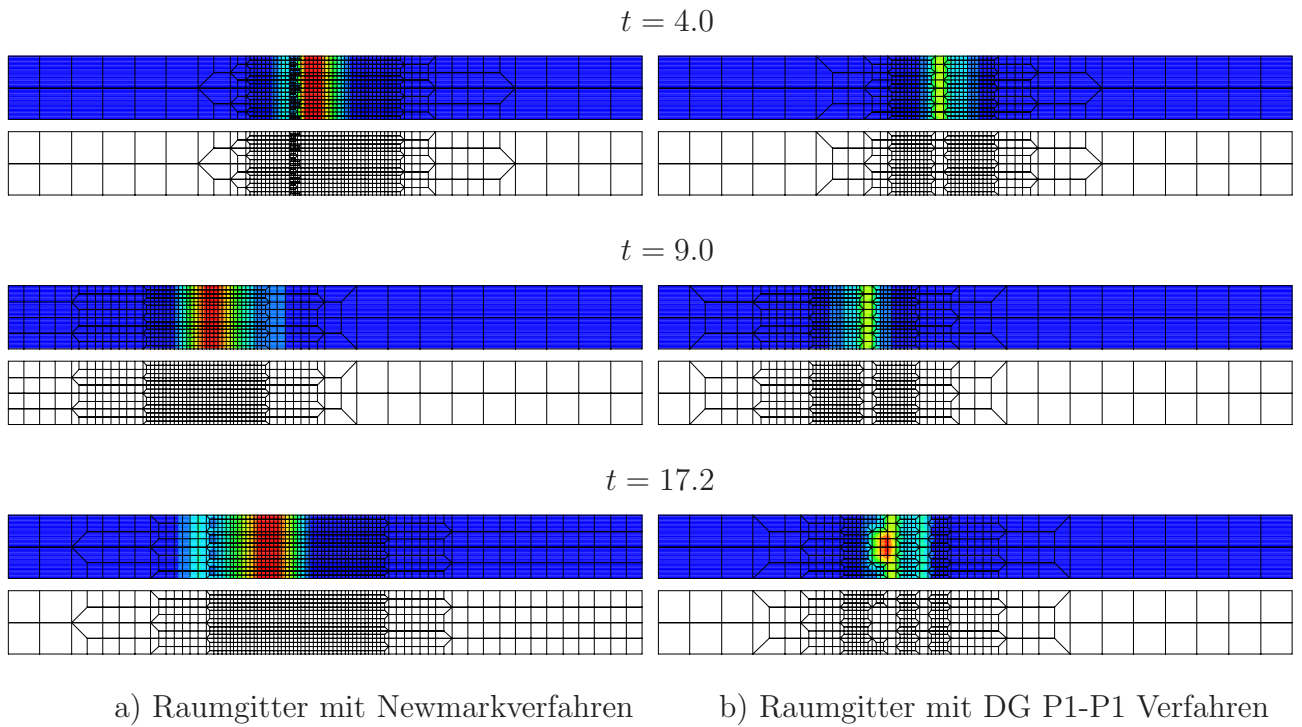 t = 4.0
t = 9.0
t = 17.2
a) Raumgitter mit Newmarkverfahren
b) Raumgitter mit DG P1-P1 Verfahren